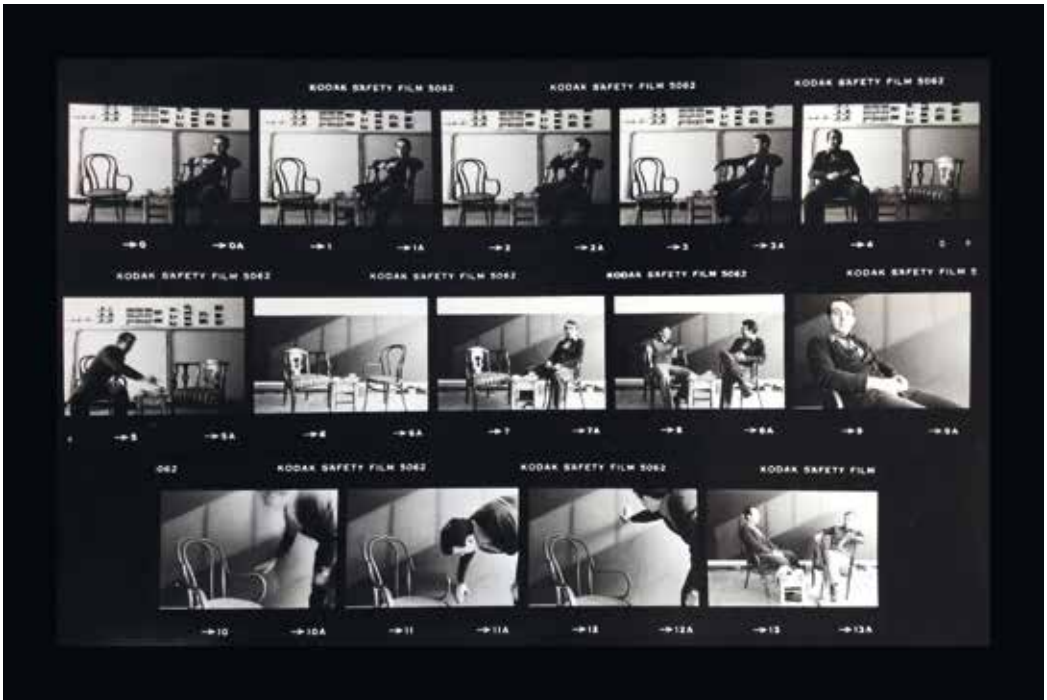 KODAK SAFETY FILM 5062 KODAK SAFETY FILM 5062 KODAK SAFETY FILM 5062
→0 →0A →1 →1A →2 →2A →3 →3A →4
KODAK SAFETY FILM 5062 KODAK SAFETY FILM 5062 KODAK SAFETY FILM 5062 KODAK SAFETY FILM 5
→5 →5A →6 →6A →7 →7A →8 →8A →9 →9A
062 KODAK SAFETY FILM 5062 KODAK SAFETY FILM 5062 KODAK SAFETY FILM
→10 →10A →11 →11A →12 →12A →13 →13A